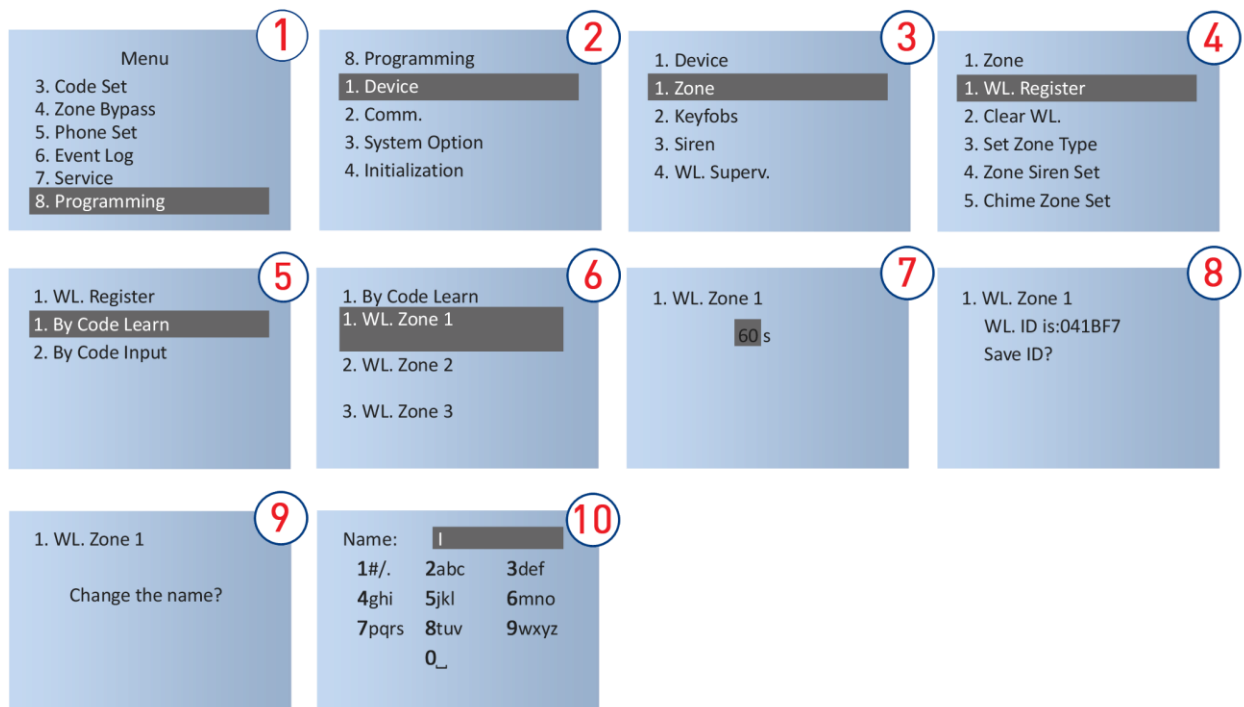 1
Menu
3. Code Set
4. Zone Bypass
5. Phone Set
6. Event Log
7. Service
8. Programming
2
8. Programming
1. Device
2. Comm.
3. System Option
4. Initialization
3
1. Device
1. Zone
2. Keyfobs
3. Siren
4. WL. Superv.
4
1. Zone
1. WL. Register
2. Clear WL.
3. Set Zone Type
4. Zone Siren Set
5. Chime Zone Set
5
1. WL. Register
1. By Code Learn
2. By Code Input
6
1. By Code Learn
1. WL. Zone 1
2. WL. Zone 2
3. WL. Zone 3
7
1. WL. Zone 1
60 s
8
1. WL. Zone 1
WL. ID is:041BF7
Save ID?
9
1. WL. Zone 1
Change the name?
10
Name: I
1#/. 2abc 3def
4ghi 5jkl 6mno
7pqrs 8tuv 9wxyz
0⎵